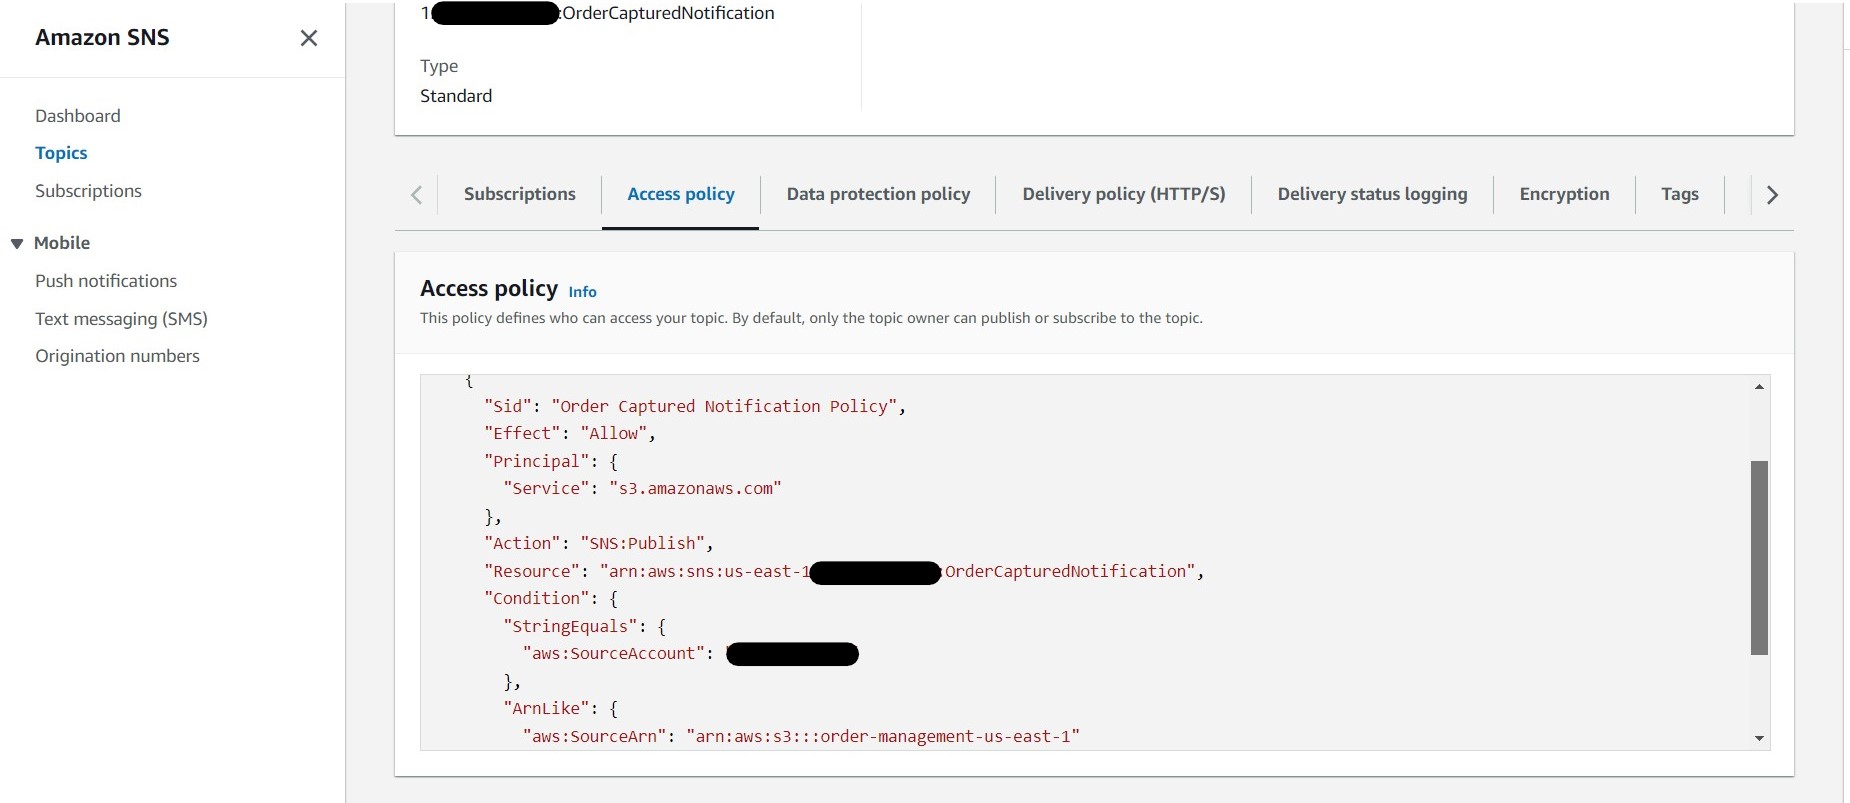 Amazon SNS
Dashboard
Topics
Subscriptions
Mobile
Push notifications
Text messaging (SMS)
Origination numbers
1:OrderCapturedNotification
Type
Standard
Subscriptions
Access policy
Data protection policy
Delivery policy (HTTP/S)
Delivery status logging
Encryption
Tags
Access policy Info
This policy defines who can access your topic. By default, only the topic owner can publish or subscribe to the topic.
{
"Sid": "Order Captured Notification Policy",
"Effect": "Allow",
"Principal": {
"Service": "s3.amazonaws.com"
},
"Action": "SNS:Publish",
"Resource": "arn:aws:sns:us-east-1:OrderCapturedNotification",
"Condition": {
"StringEquals": {
"aws:SourceAccount":
},
"ArnLike": {
"aws:SourceArn": "arn:aws:s3:::order-management-us-east-1"